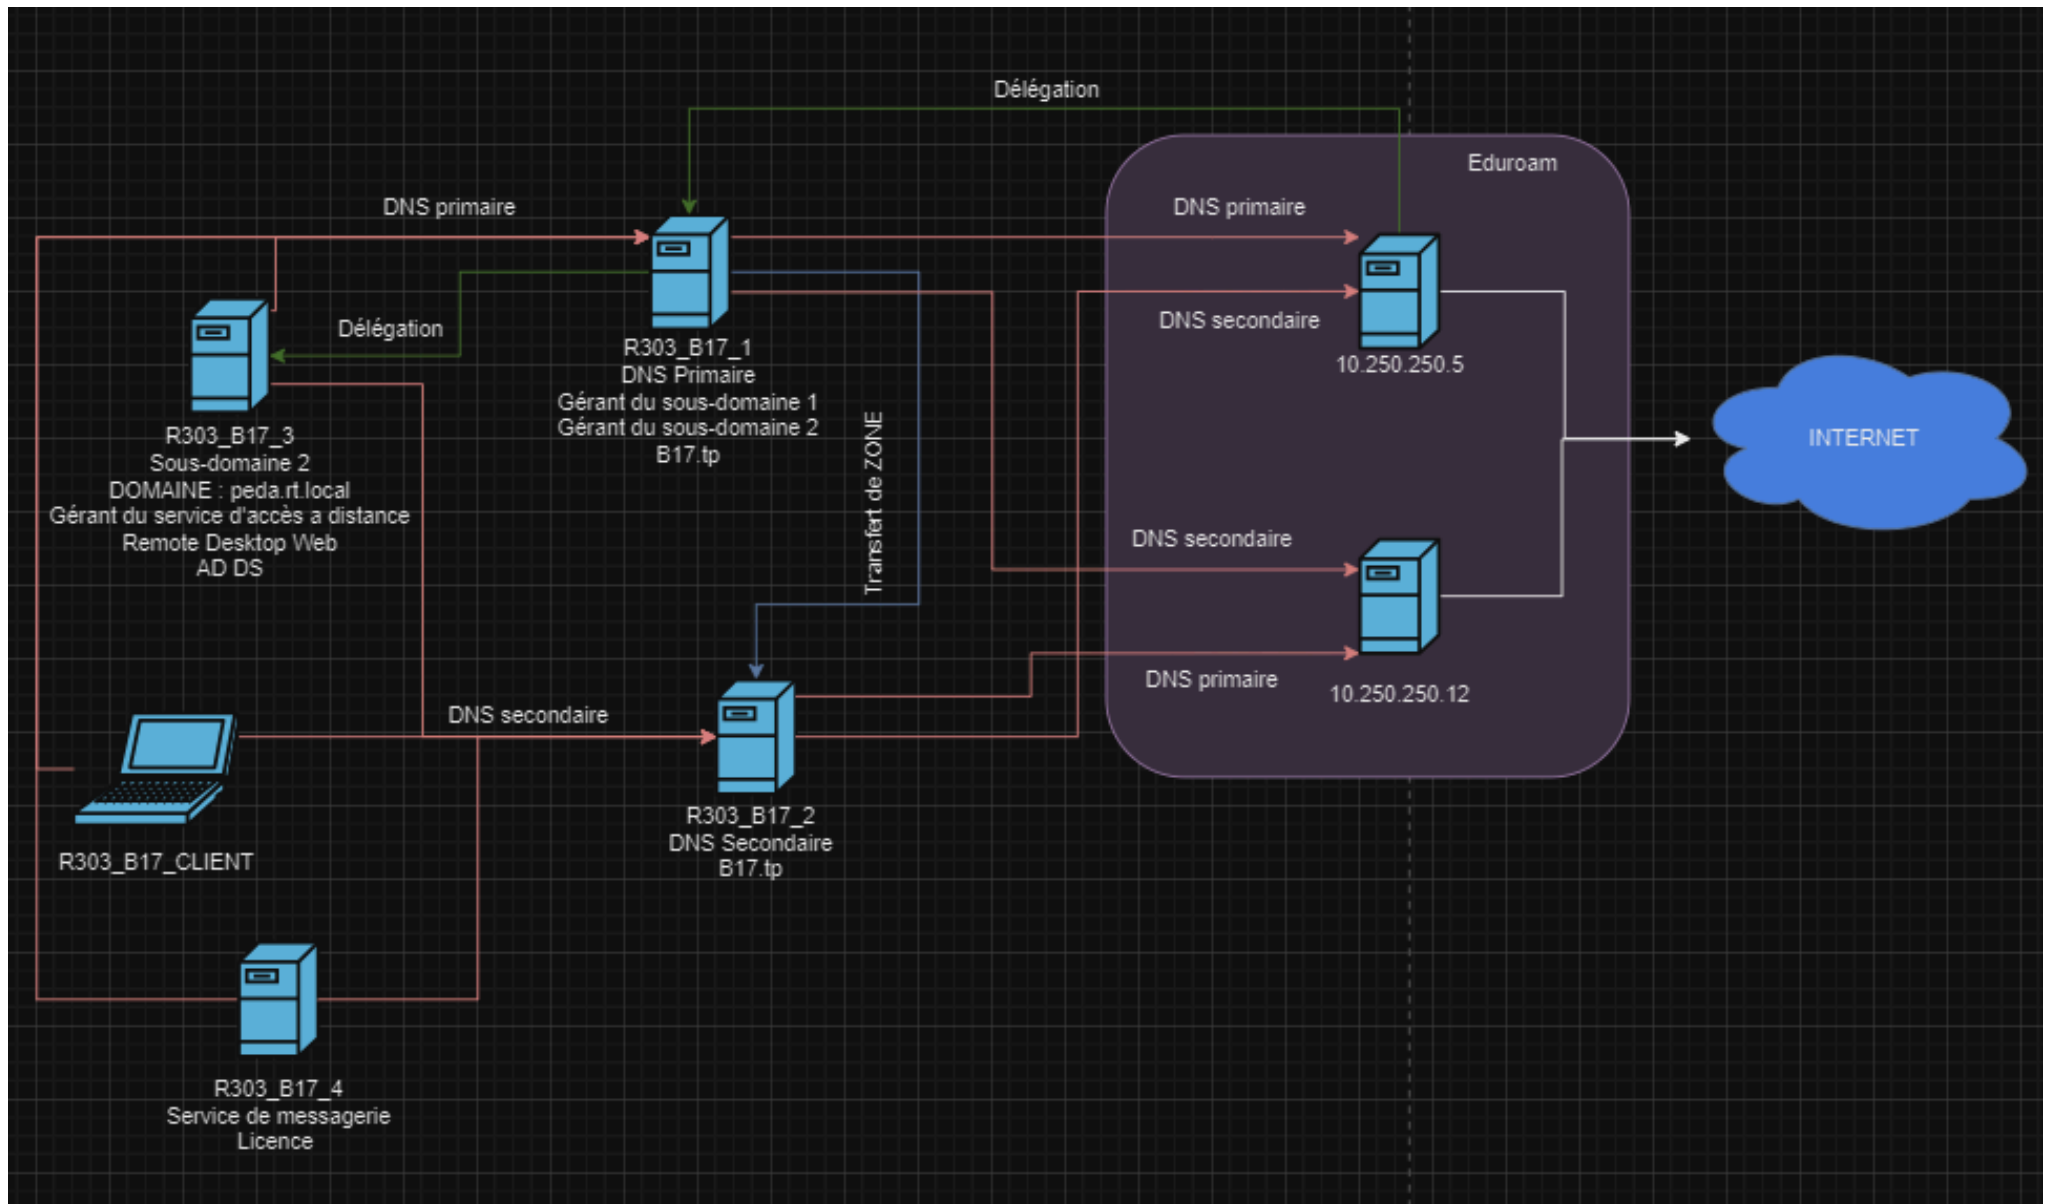 Délégation
Eduroam
DNS primaire
DNS primaire
Délégation
DNS secondaire
R303_B17_1
DNS Primaire
Gérant du sous-domaine 1
Gérant du sous-domaine 2
B17.tp
10.250.250.5
R303_B17_3
Sous-domaine 2
DOMAINE : peda.rt.local
Gérant du service d'accès a distance
Remote Desktop Web
AD DS
Transfert de ZONE
INTERNET
DNS secondaire
DNS primaire
10.250.250.12
DNS secondaire
R303_B17_2
DNS Secondaire
B17.tp
R303_B17_CLIENT
R303_B17_4
Service de messagerie
Licence